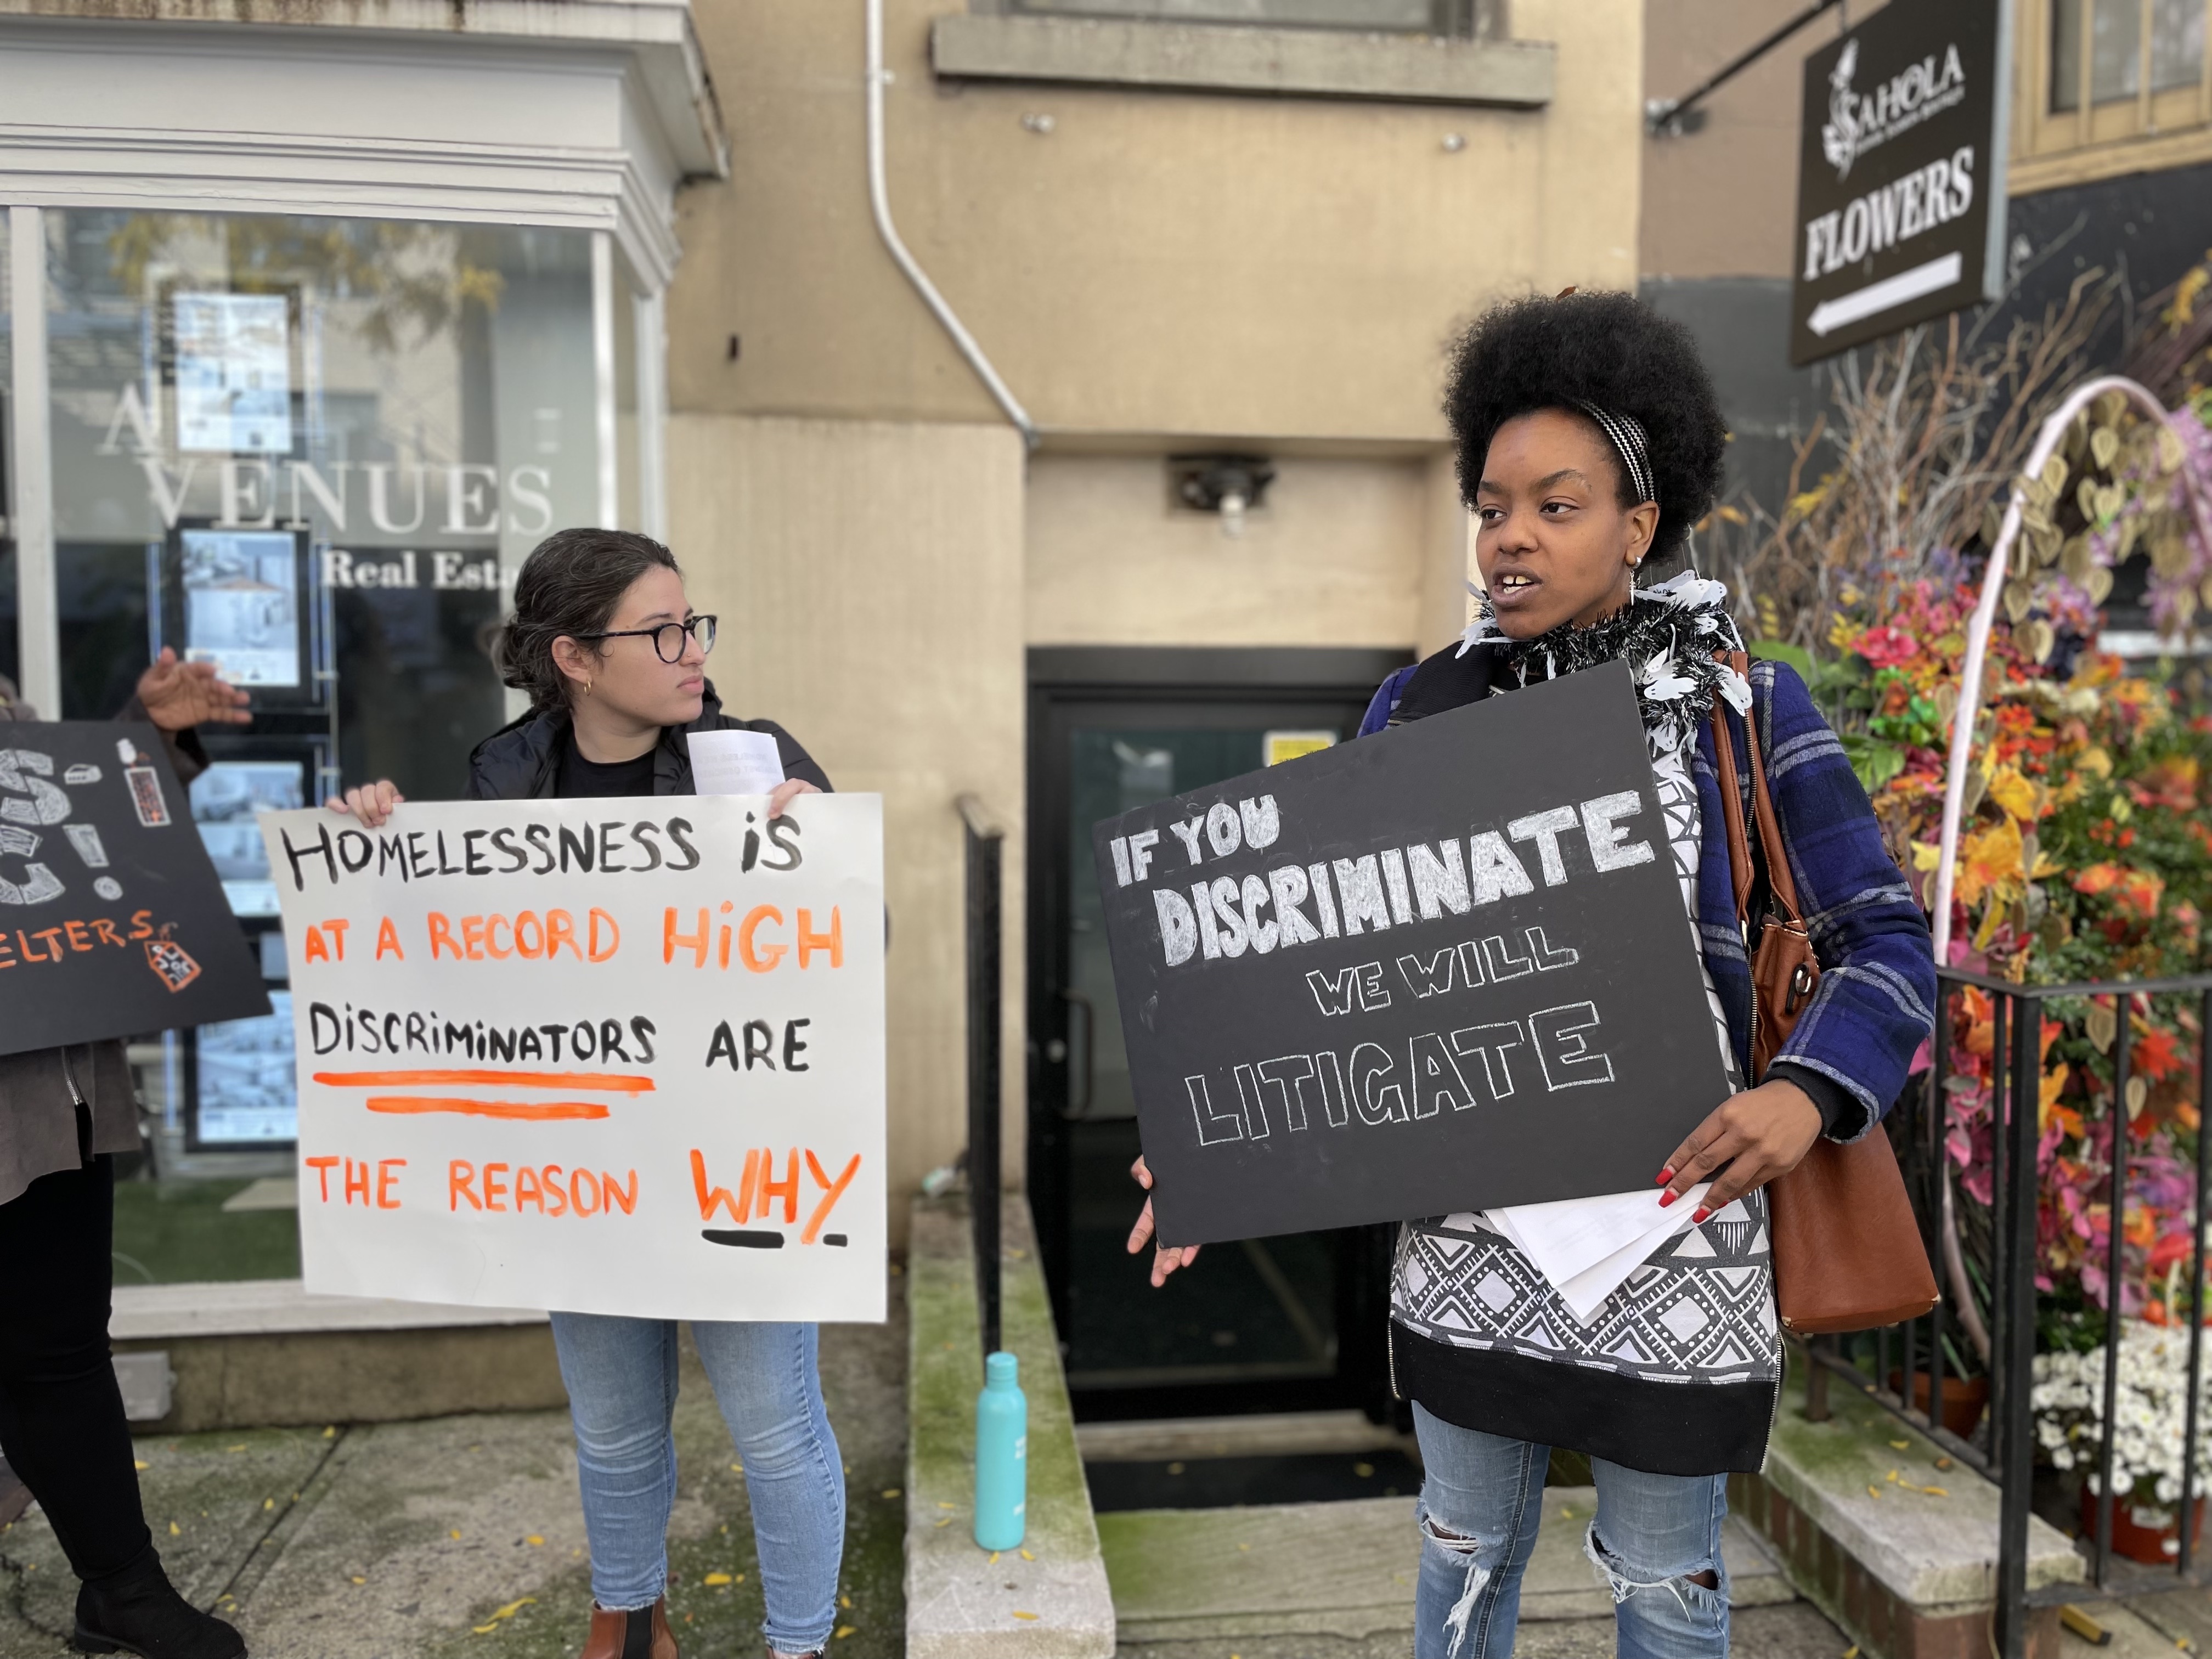 SAHOLA
FLOWERS
A
VENUES
Real Esta
S
!
ELTERS
HOMELESSNESS iS
AT A RECORD HiGH
DiSCRiMiNATORS ARE
THE REASON WHY
IF YOU
DISCRIMINATE
WE WILL
LITIGATE